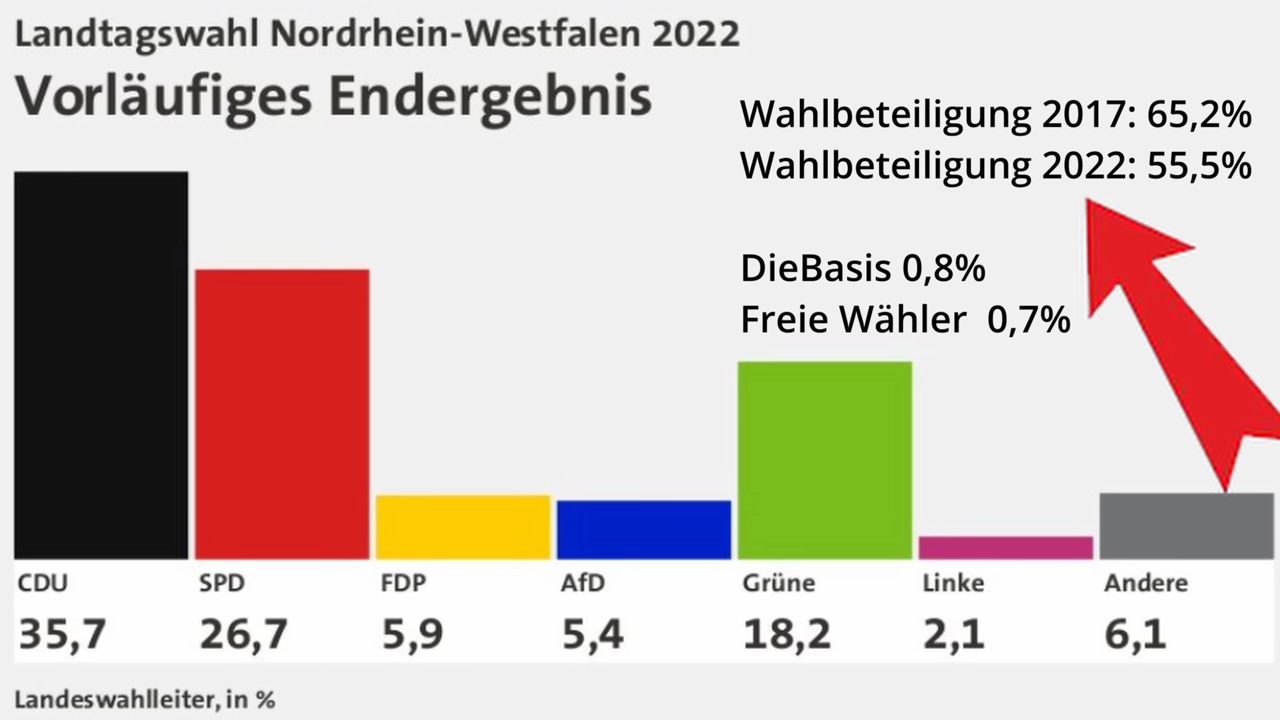 Landtagswahl Nordrhein-Westfalen 2022
Vorläufiges Endergebnis
Wahlbeteiligung 2017: 65,2%
Wahlbeteiligung 2022: 55,5%
DieBasis 0,8%
Freie Wähler 0,7%
CDU SPD FDP AfD Grüne Linke Andere
35,7 26,7 5,9 5,4 18,2 2,1 6,1
Landeswahlleiter, in %